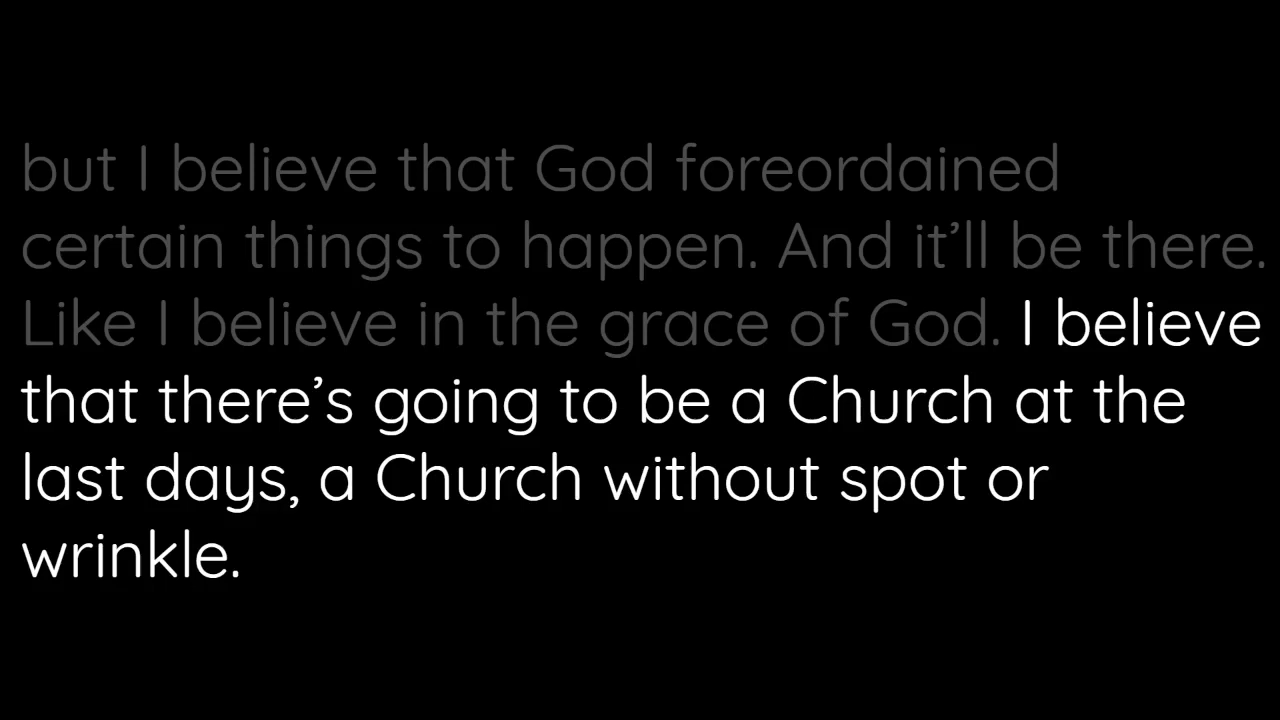 but I believe that God foreordained
certain things to happen. And it’ll be there.
Like I believe in the grace of God. I believe
that there’s going to be a Church at the
last days, a Church without spot or
wrinkle.